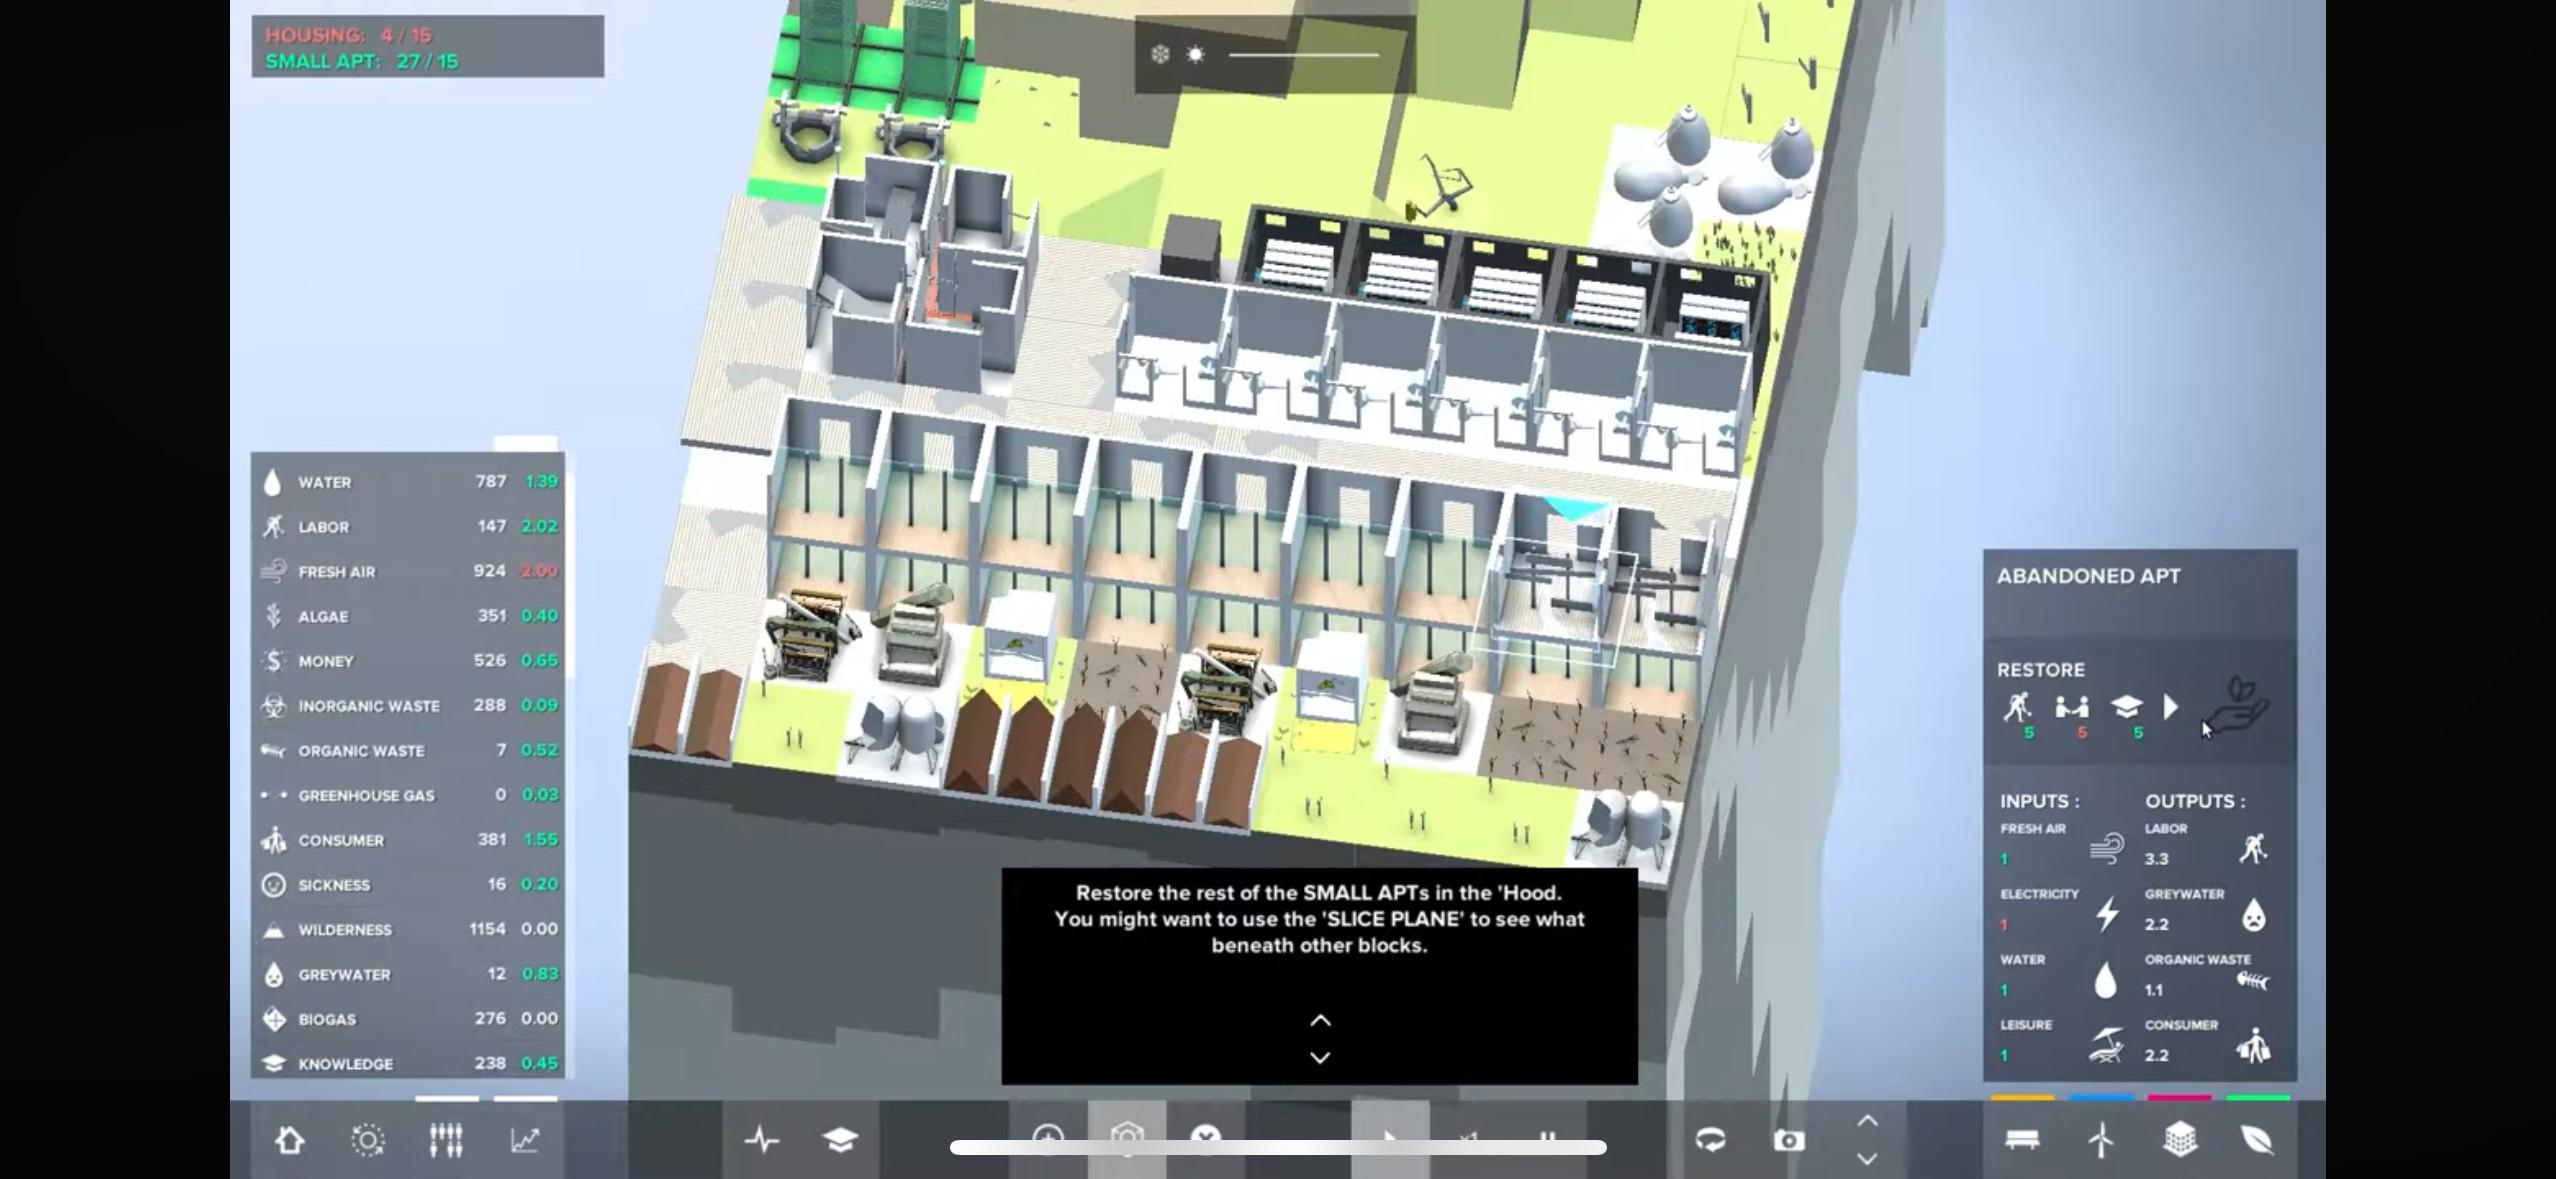 HOUSING: 4 / 15
SMALL APT: 27 / 15
WATER 787 1.39
LABOR 147 2.02
FRESH AIR 924 -2.00
ALGAE 351 0.40
MONEY 526 0.65
INORGANIC WASTE 288 0.09
ORGANIC WASTE 7 0.52
GREENHOUSE GAS 0 0.03
CONSUMER 381 1.55
SICKNESS 16 0.20
WILDERNESS 1154 0.00
GREYWATER 12 0.83
BIOGAS 276 0.00
KNOWLEDGE 238 0.45
Restore the rest of the SMALL APTs in the 'Hood.
You might want to use the 'SLICE PLANE' to see what
beneath other blocks.
ABANDONED APT
RESTORE
5 5 5
INPUTS : OUTPUTS :
FRESH AIR LABOR
1 3.3
ELECTRICITY GREYWATER
1 2.2
WATER ORGANIC WASTE
1 1.1
LEISURE CONSUMER
1 2.2